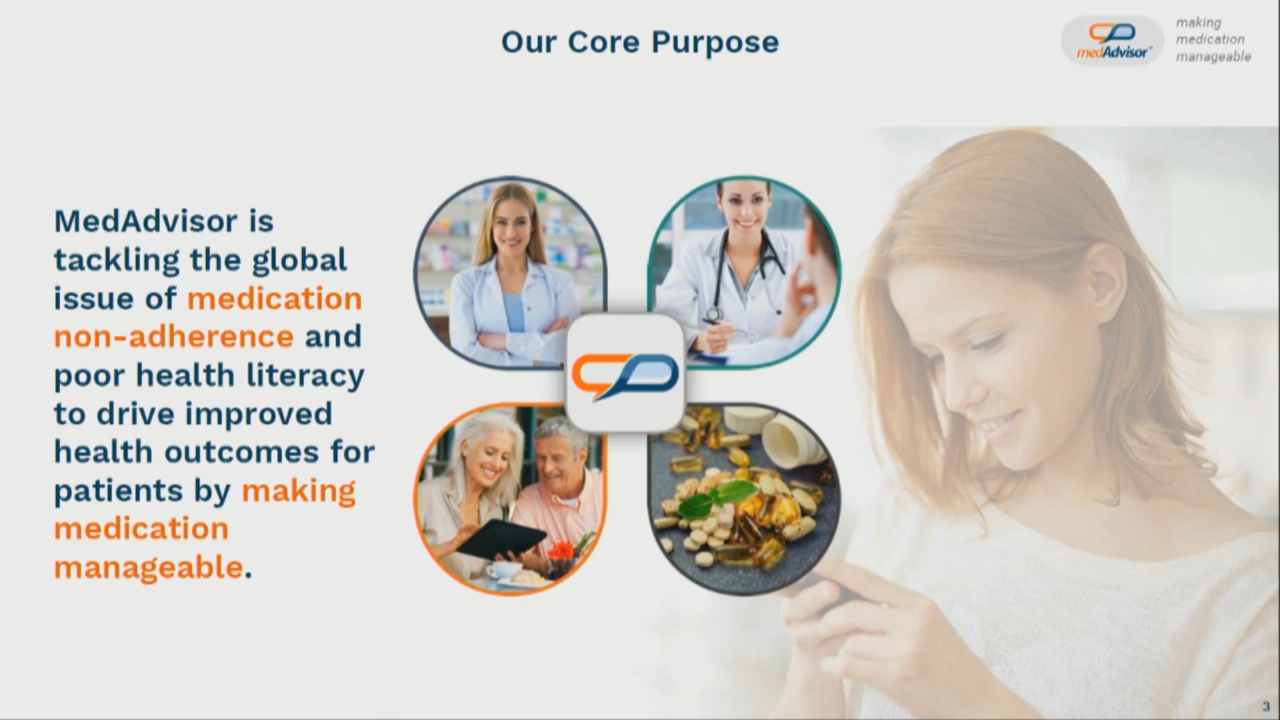 Our Core Purpose
medAdvisor
making
medication
manageable
MedAdvisor is
tackling the global
issue of medication
non-adherence and
poor health literacy
to drive improved
health outcomes for
patients by making
medication
manageable.
3